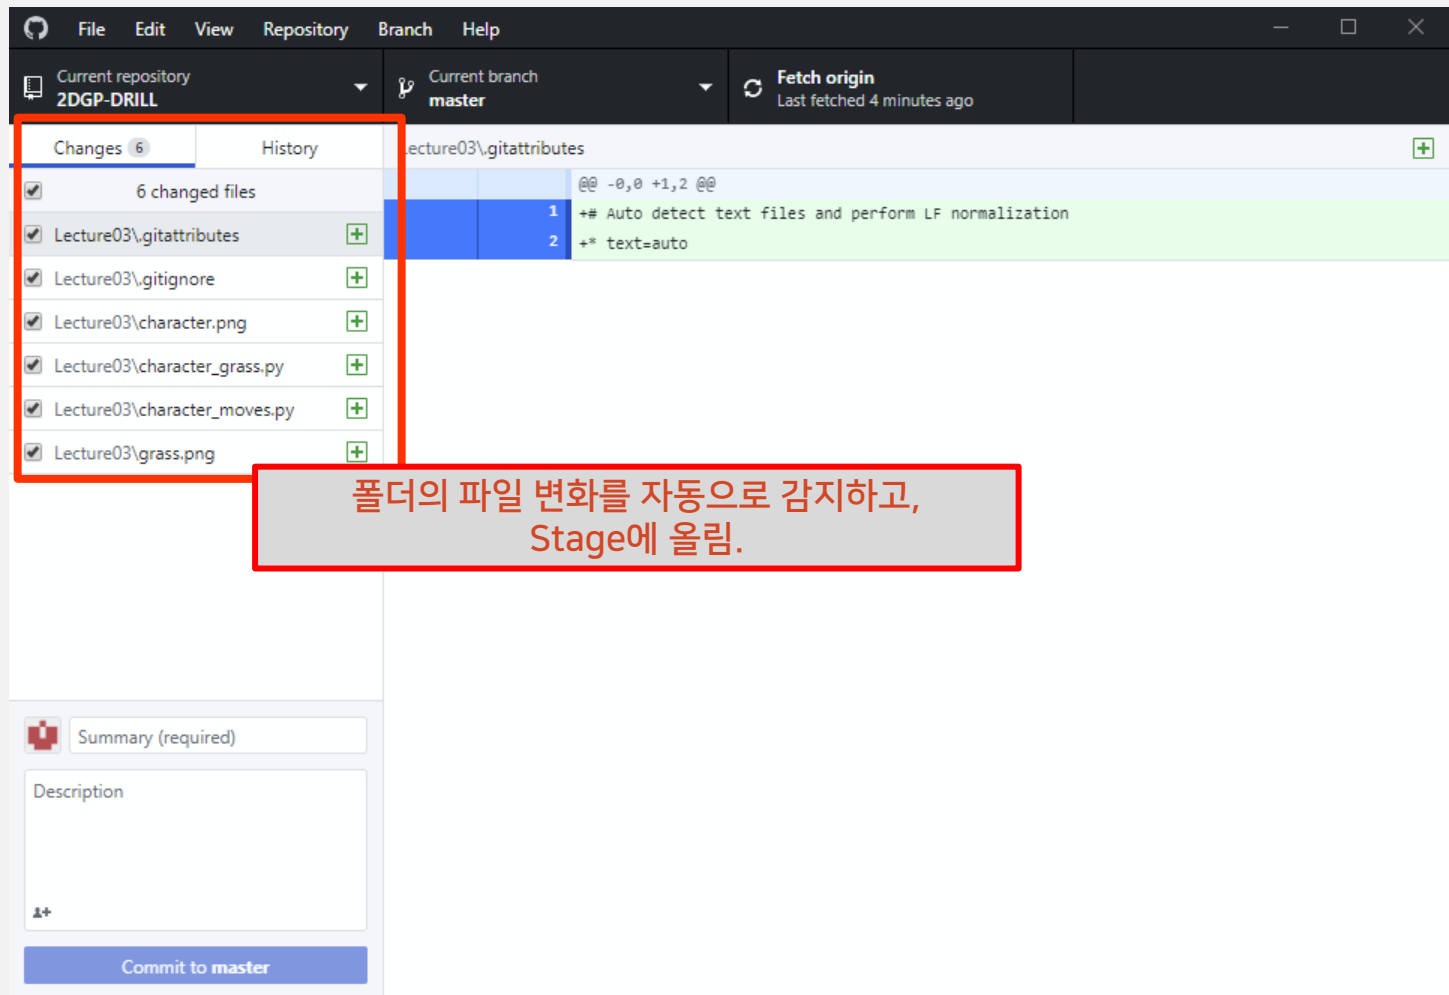 File Edit View Repository Branch Help
Current repository
2DGP-DRILL
Current branch
master
Fetch origin
Last fetched 4 minutes ago
Changes 6
History
6 changed files
Lecture03\.gitattributes
Lecture03\.gitignore
Lecture03\character.png
Lecture03\character_grass.py
Lecture03\character_moves.py
Lecture03\grass.png
ecture03\.gitattributes
@@ -0,0 +1,2 @@
1 +# Auto detect text files and perform LF normalization
2 +* text=auto
폴더의 파일 변화를 자동으로 감지하고,
Stage에 올림.
Summary (required)
Description
Commit to master